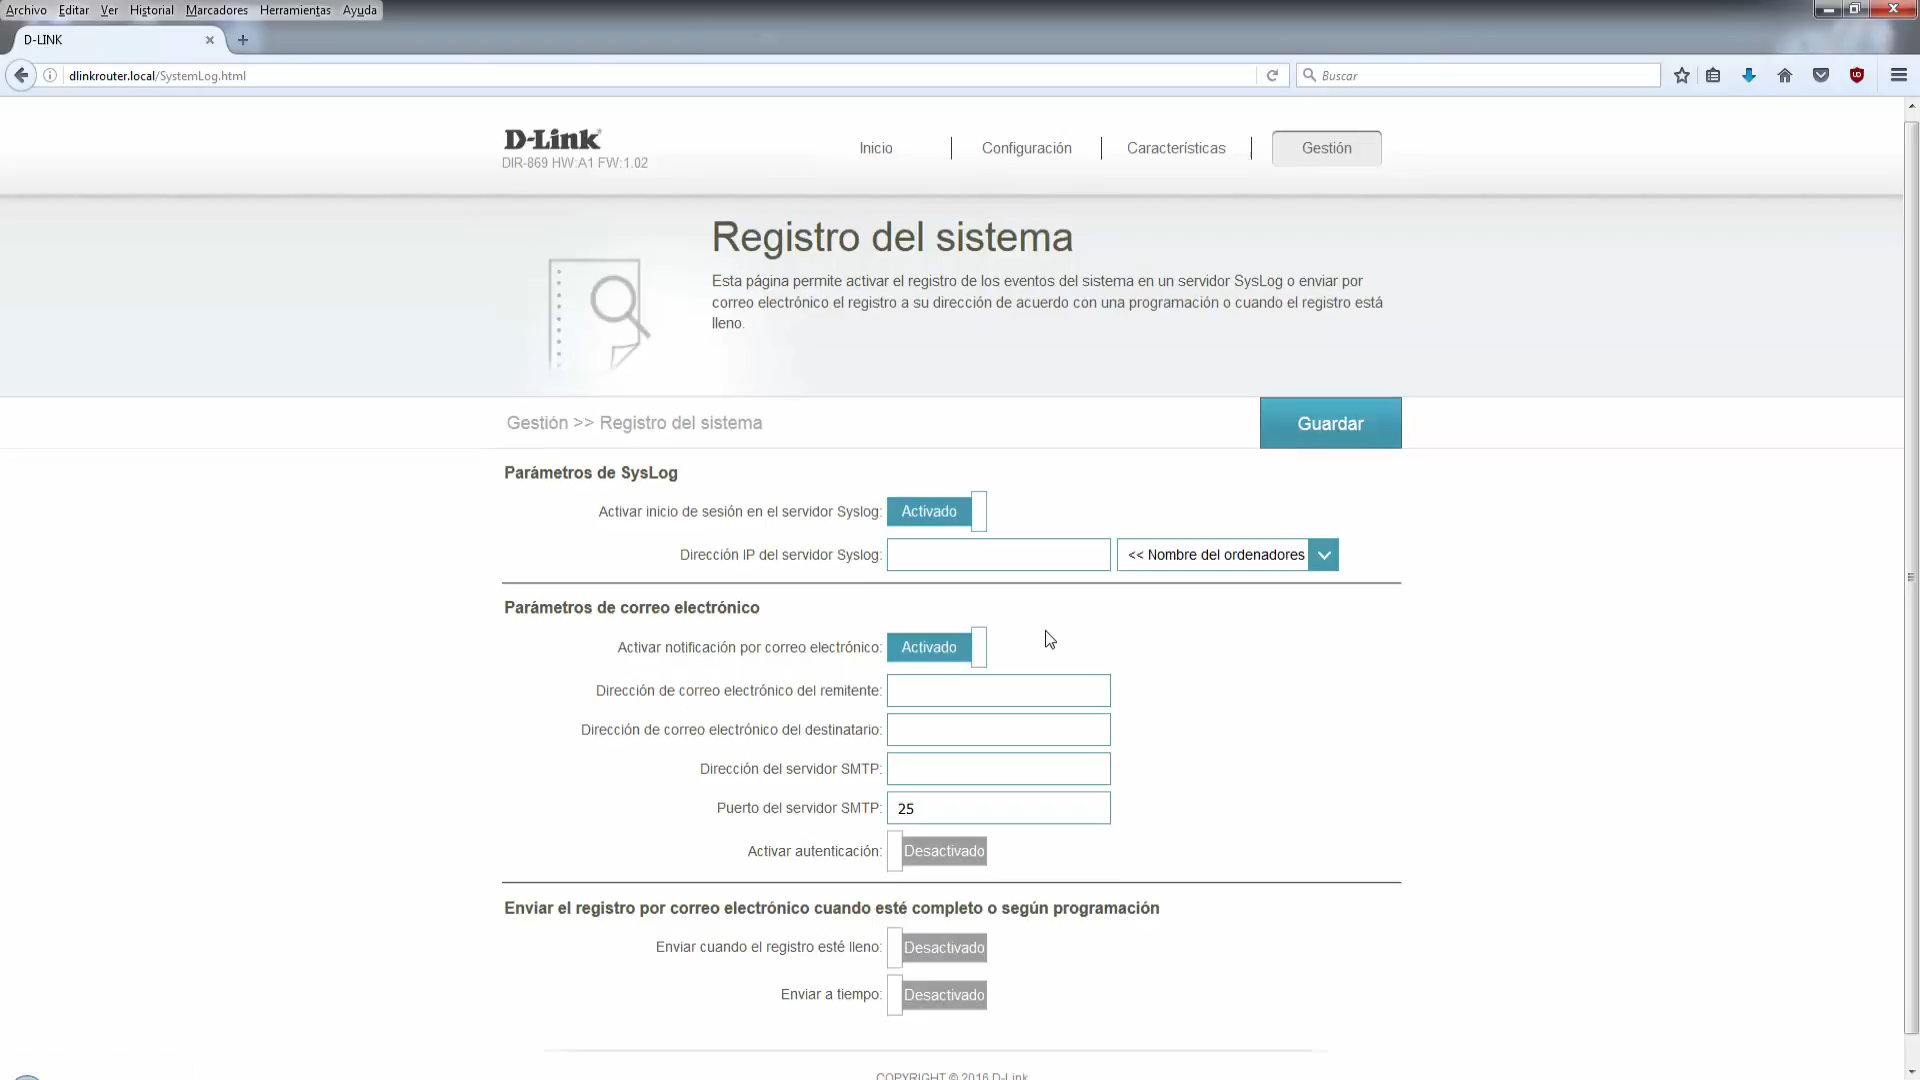 Archivo Editar Ver Historial Marcadores Herramientas Ayuda
D-LINK
dlinkrouter.local/SystemLog.html
Buscar
D-Link
DIR-869 HW:A1 FW:1.02
Inicio
Configuración
Características
Gestión
Registro del sistema
Esta página permite activar el registro de los eventos del sistema en un servidor SysLog o enviar por
correo electrónico el registro a su dirección de acuerdo con una programación o cuando el registro está
lleno.
Gestión >> Registro del sistema
Guardar
Parámetros de SysLog
Activar inicio de sesión en el servidor Syslog: Activado
Dirección IP del servidor Syslog: << Nombre del ordenadores
Parámetros de correo electrónico
Activar notificación por correo electrónico: Activado
Dirección de correo electrónico del remitente:
Dirección de correo electrónico del destinatario:
Dirección del servidor SMTP:
Puerto del servidor SMTP: 25
Activar autenticación: Desactivado
Enviar el registro por correo electrónico cuando esté completo o según programación
Enviar cuando el registro esté lleno: Desactivado
Enviar a tiempo: Desactivado
COPYRIGHT © 2016 D-Link